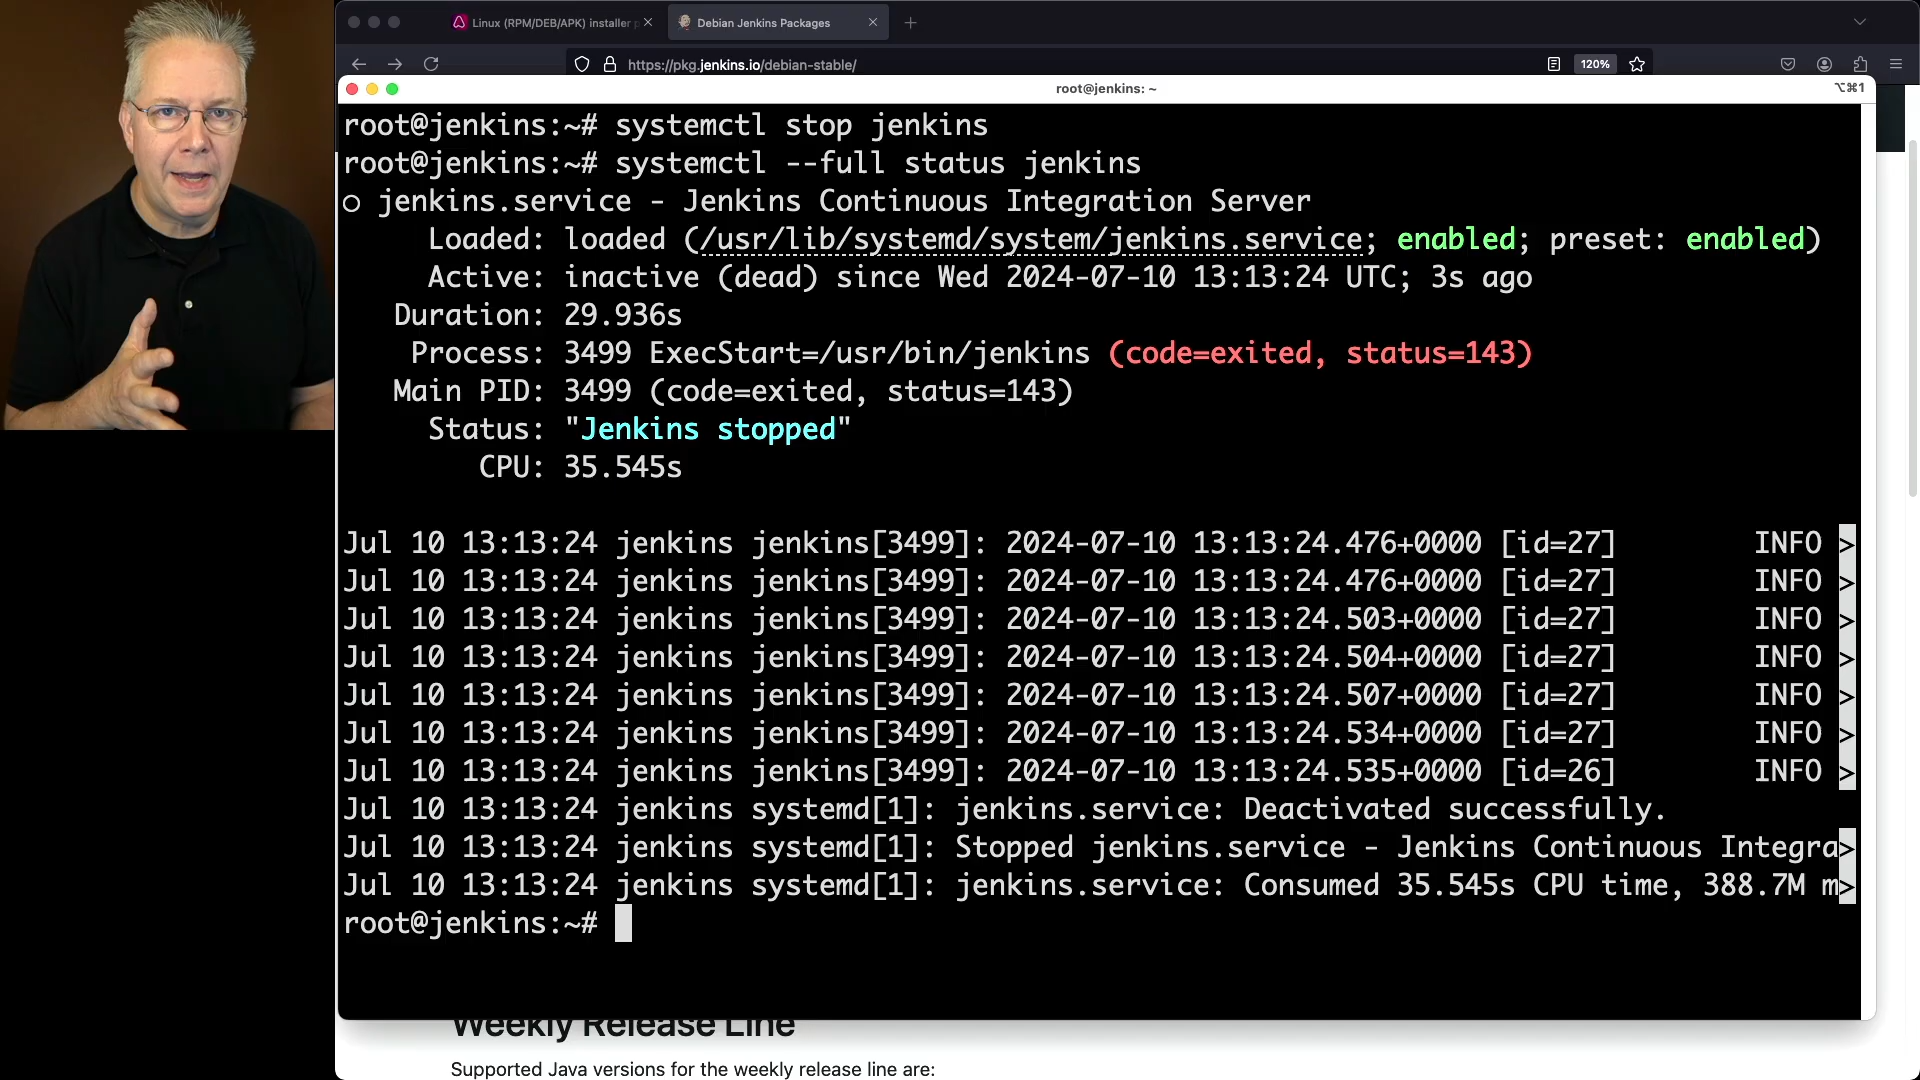 Linux (RPM/DEB/APK) installer p
Debian Jenkins Packages
https://pkg.jenkins.io/debian-stable/
120%
root@jenkins: ~
⌥⌘1
root@jenkins:~# systemctl stop jenkins
root@jenkins:~# systemctl --full status jenkins
○ jenkins.service - Jenkins Continuous Integration Server
Loaded: loaded (/usr/lib/systemd/system/jenkins.service; enabled; preset: enabled)
Active: inactive (dead) since Wed 2024-07-10 13:13:24 UTC; 3s ago
Duration: 29.936s
Process: 3499 ExecStart=/usr/bin/jenkins (code=exited, status=143)
Main PID: 3499 (code=exited, status=143)
Status: "Jenkins stopped"
CPU: 35.545s
Jul 10 13:13:24 jenkins jenkins[3499]: 2024-07-10 13:13:24.476+0000 [id=27] INFO >
Jul 10 13:13:24 jenkins jenkins[3499]: 2024-07-10 13:13:24.476+0000 [id=27] INFO >
Jul 10 13:13:24 jenkins jenkins[3499]: 2024-07-10 13:13:24.503+0000 [id=27] INFO >
Jul 10 13:13:24 jenkins jenkins[3499]: 2024-07-10 13:13:24.504+0000 [id=27] INFO >
Jul 10 13:13:24 jenkins jenkins[3499]: 2024-07-10 13:13:24.507+0000 [id=27] INFO >
Jul 10 13:13:24 jenkins jenkins[3499]: 2024-07-10 13:13:24.534+0000 [id=27] INFO >
Jul 10 13:13:24 jenkins jenkins[3499]: 2024-07-10 13:13:24.535+0000 [id=26] INFO >
Jul 10 13:13:24 jenkins systemd[1]: jenkins.service: Deactivated successfully.
Jul 10 13:13:24 jenkins systemd[1]: Stopped jenkins.service - Jenkins Continuous Integra>
Jul 10 13:13:24 jenkins systemd[1]: jenkins.service: Consumed 35.545s CPU time, 388.7M m>
root@jenkins:~#
Weekly Release Line
Supported Java versions for the weekly release line are: